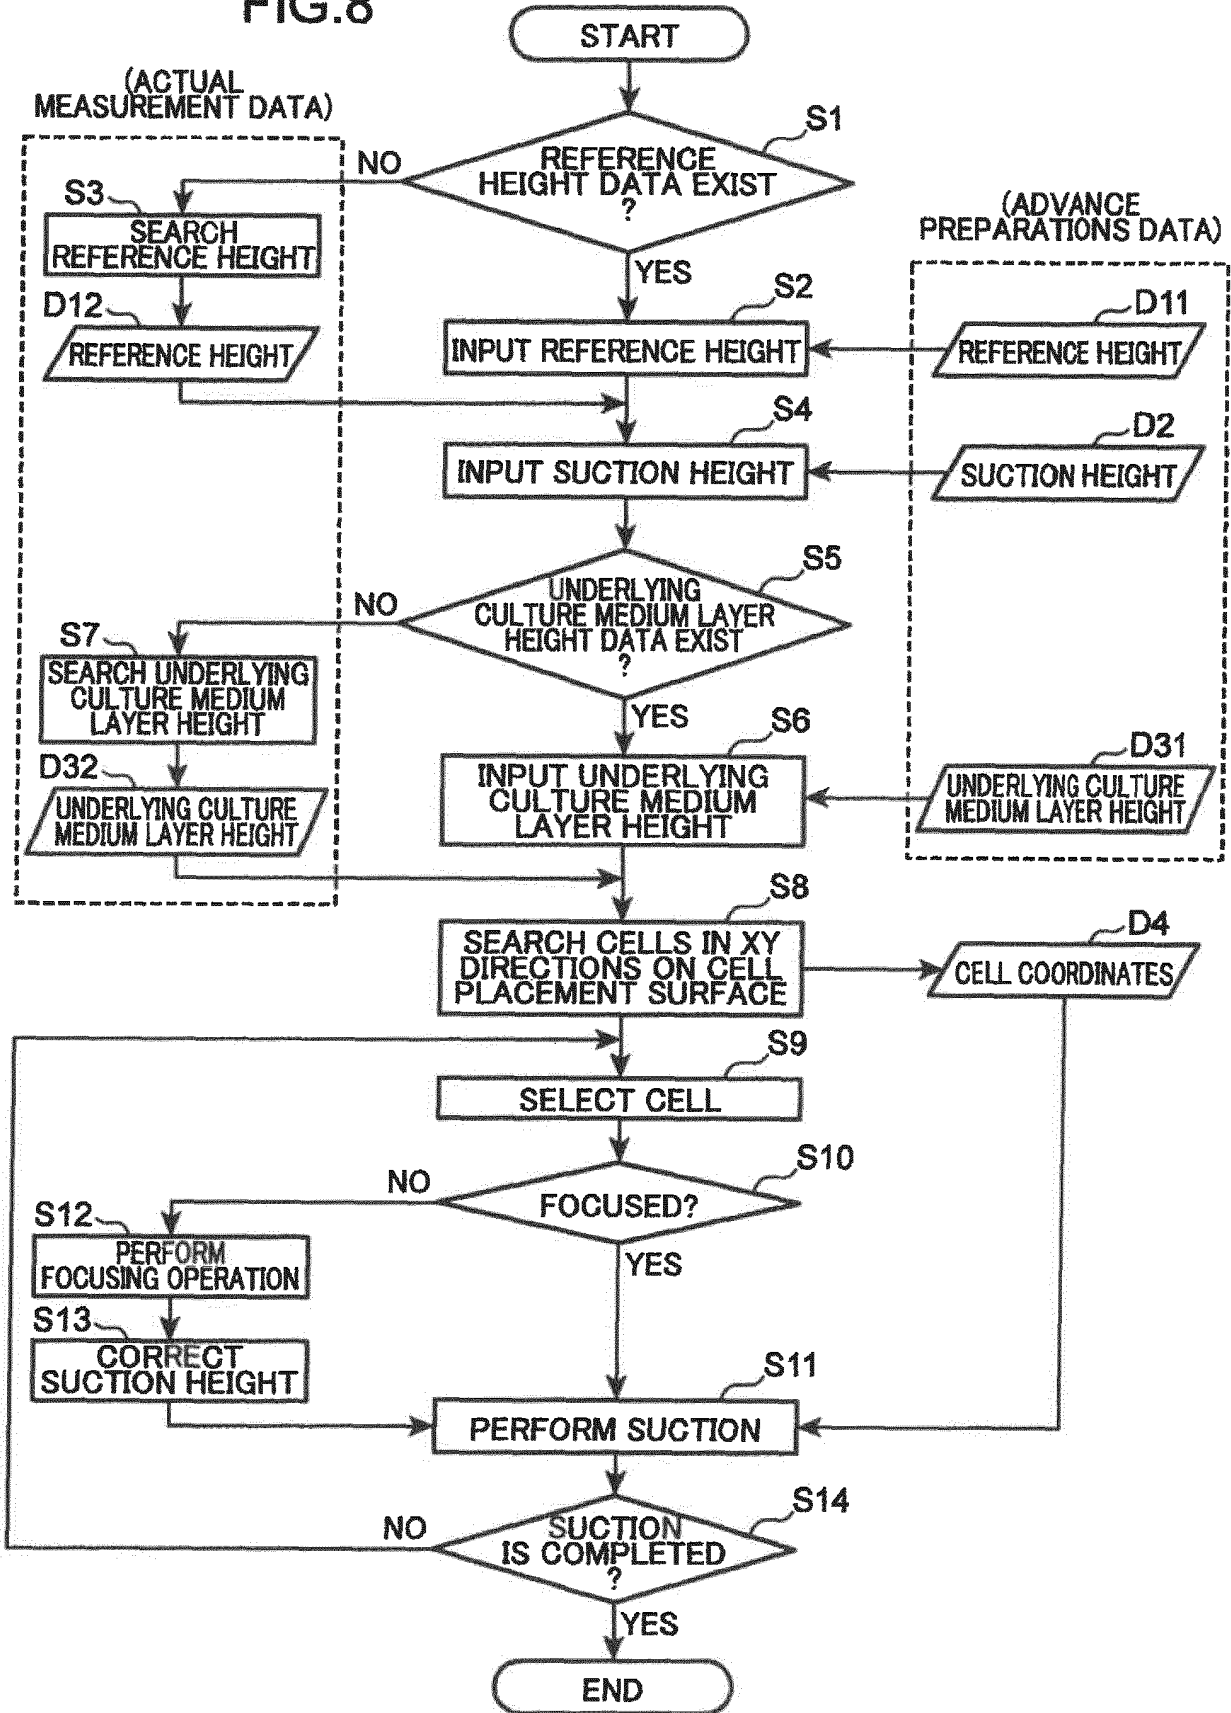 FIG.8
START
(ACTUAL
MEASUREMENT DATA)
S1
REFERENCE
HEIGHT DATA EXIST
?
NO
YES
S3
SEARCH
REFERENCE HEIGHT
D12
REFERENCE HEIGHT
(ADVANCE
PREPARATIONS DATA)
S2
INPUT REFERENCE HEIGHT
D11
REFERENCE HEIGHT
S4
INPUT SUCTION HEIGHT
D2
SUCTION HEIGHT
S5
UNDERLYING
CULTURE MEDIUM LAYER
HEIGHT DATA EXIST
?
NO
YES
S7
SEARCH UNDERLYING
CULTURE MEDIUM
LAYER HEIGHT
D32
UNDERLYING CULTURE
MEDIUM LAYER HEIGHT
S6
INPUT UNDERLYING
CULTURE MEDIUM
LAYER HEIGHT
D31
UNDERLYING CULTURE
MEDIUM LAYER HEIGHT
S8
SEARCH CELLS IN XY
DIRECTIONS ON CELL
PLACEMENT SURFACE
D4
CELL COORDINATES
S9
SELECT CELL
S10
FOCUSED?
NO
YES
S12
PERFORM
FOCUSING OPERATION
S13
CORRECT
SUCTION HEIGHT
S11
PERFORM SUCTION
S14
SUCTION
IS COMPLETED
?
NO
YES
END